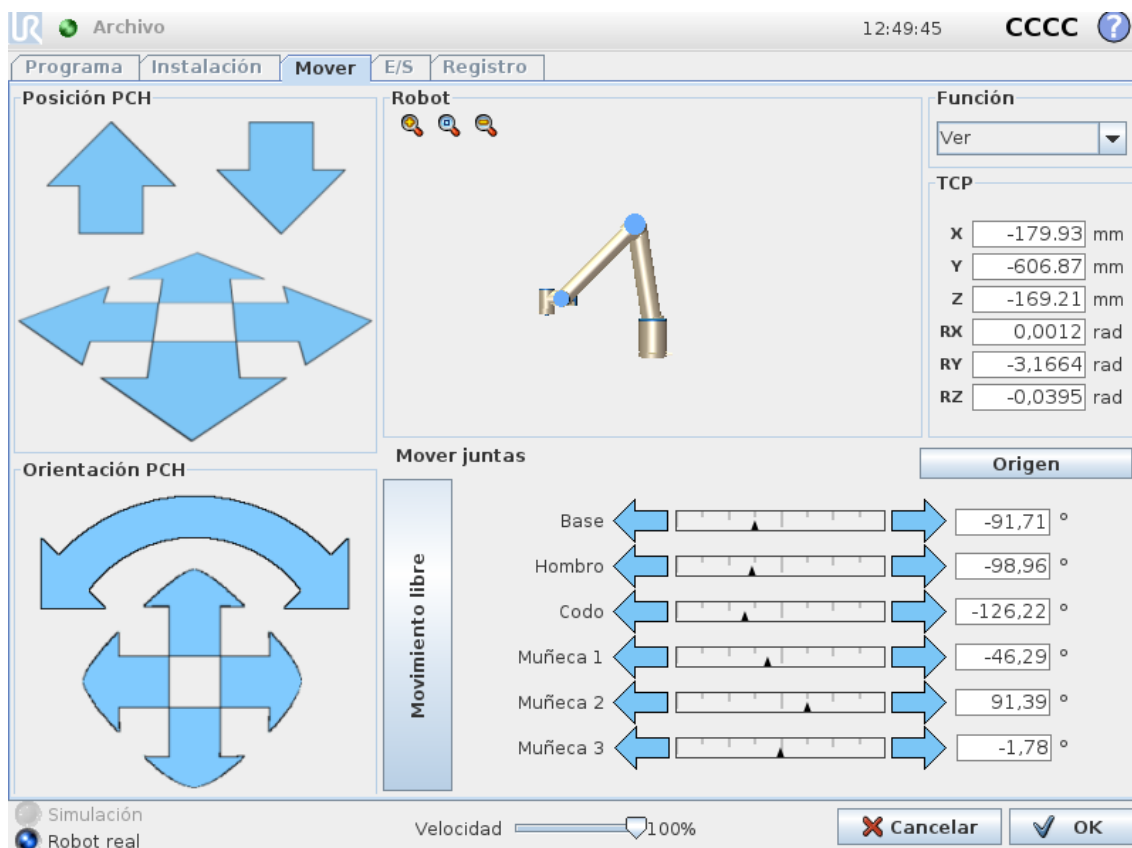 UR Archivo 12:49:45 CCCC ?
Programa Instalación Mover E/S Registro
Posición PCH
Robot
Función
Ver
TCP
X -179.93 mm
Y -606.87 mm
Z -169.21 mm
RX 0,0012 rad
RY -3,1664 rad
RZ -0,0395 rad
Orientación PCH
Mover juntas
Origen
Movimiento libre
Base -91,71 °
Hombro -98,96 °
Codo -126,22 °
Muñeca 1 -46,29 °
Muñeca 2 91,39 °
Muñeca 3 -1,78 °
Simulación
Robot real
Velocidad 100%
Cancelar OK